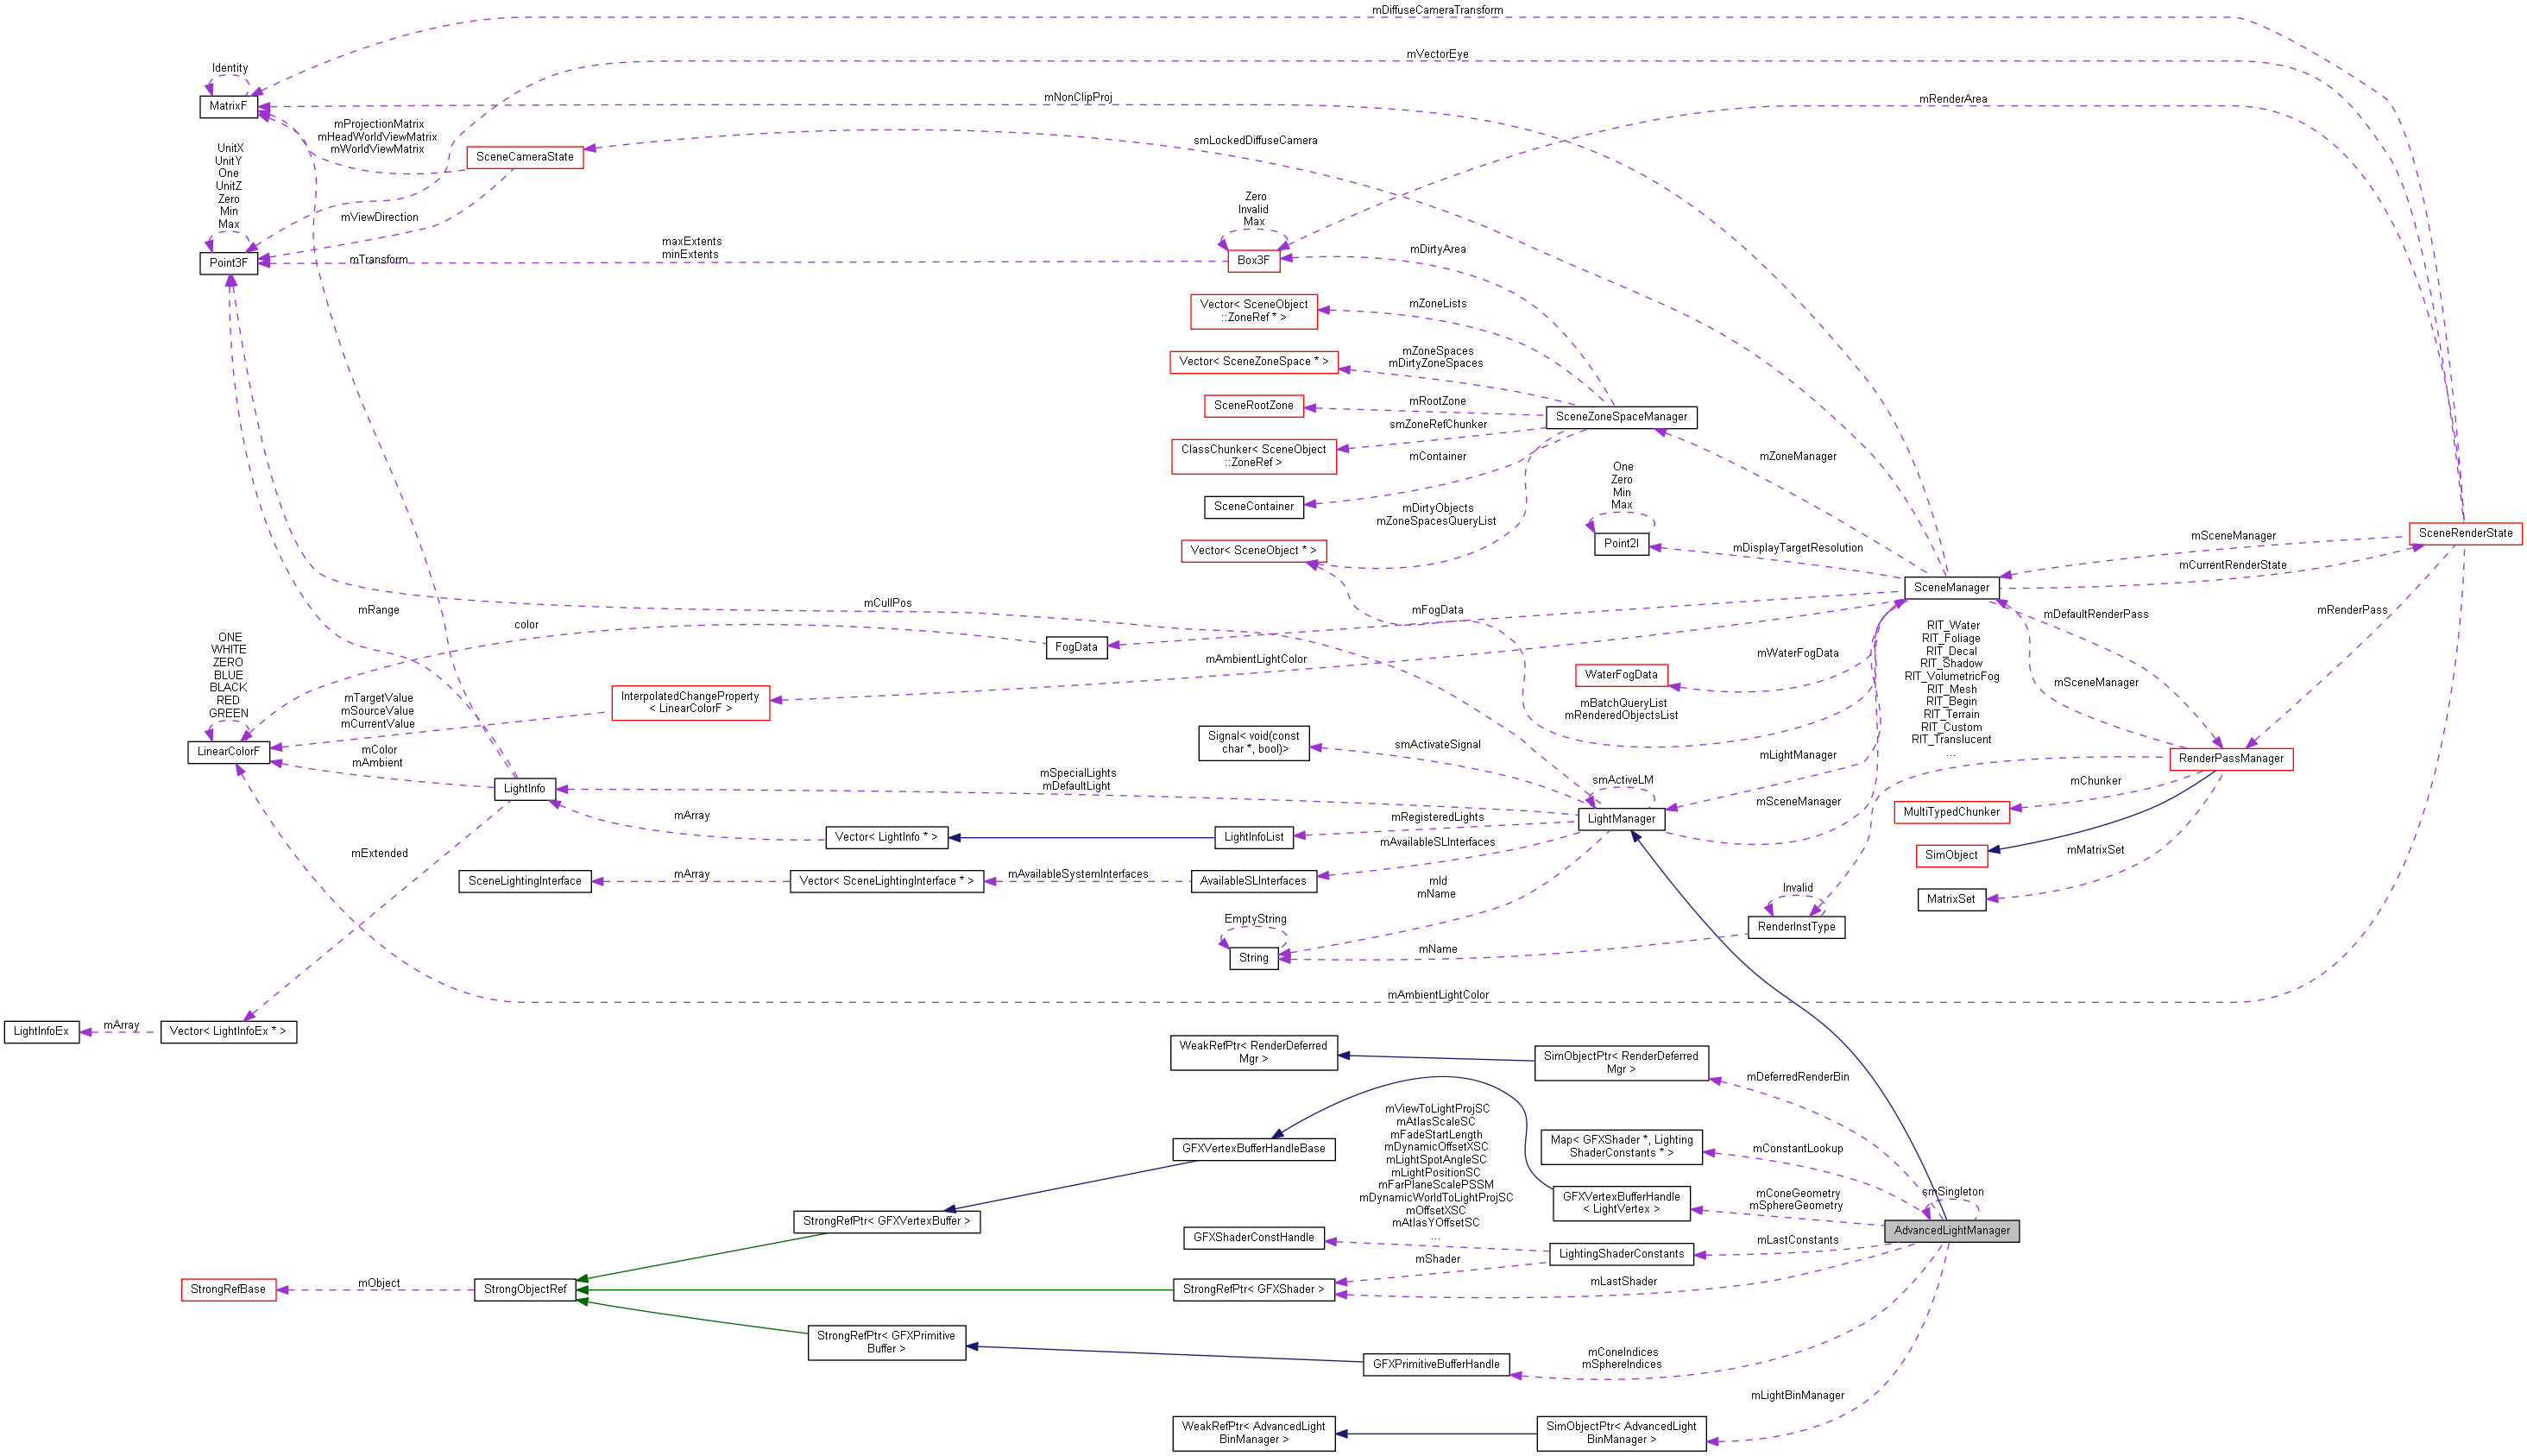 mDiffuseCameraTransform
mVectorEye
Identity
MatrixF
mNonClipProj
mRenderArea
mProjectionMatrix
mHeadWorldViewMatrix
mWorldViewMatrix
smLockedDiffuseCamera
SceneCameraState
UnitX
UnitY
One
UnitZ
Zero
Min
Max
mViewDirection
Zero
Invalid
Max
maxExtents
minExtents
mDirtyArea
mTransform
Point3F
Box3F
Vector< SceneObject
::ZoneRef * >
mZoneLists
Vector< SceneZoneSpace * >
mZoneSpaces
mDirtyZoneSpaces
SceneRootZone
mRootZone
SceneZoneSpaceManager
smZoneRefChunker
ClassChunker< SceneObject
::ZoneRef >
mContainer
mZoneManager
One
Zero
Min
Max
SceneContainer
mDirtyObjects
mZoneSpacesQueryList
Vector< SceneObject * >
Point2I
mDisplayTargetResolution
mSceneManager
SceneRenderState
mCurrentRenderState
SceneManager
mRange
mCullPos
mFogData
mDefaultRenderPass
mRenderPass
color
ONE
WHITE
ZERO
BLUE
BLACK
RED
GREEN
FogData
mAmbientLightColor
mWaterFogData
WaterFogData
RIT_Water
RIT_Foliage
RIT_Decal
RIT_Shadow
RIT_VolumetricFog
RIT_Mesh
RIT_Begin
RIT_Terrain
RIT_Custom
RIT_Translucent
...
mSceneManager
mTargetValue
mSourceValue
mCurrentValue
InterpolatedChangeProperty
< LinearColorF >
mBatchQueryList
mRenderedObjectsList
LinearColorF
mColor
mAmbient
Signal< void(const
char *, bool)>
smActivateSignal
mLightManager
RenderPassManager
LightInfo
mSpecialLights
mDefaultLight
smActiveLM
mChunker
mArray
Vector< LightInfo * >
LightInfoList
mRegisteredLights
LightManager
mSceneManager
MultiTypedChunker
mExtended
mAvailableSLInterfaces
SimObject
mMatrixSet
SceneLightingInterface
mArray
Vector< SceneLightingInterface * >
mAvailableSystemInterfaces
AvailableSLInterfaces
mId
mName
Invalid
MatrixSet
EmptyString
RenderInstType
String
mName
mAmbientLightColor
LightInfoEx
mArray
Vector< LightInfoEx * >
WeakRefPtr< RenderDeferred
Mgr >
SimObjectPtr< RenderDeferred
Mgr >
mDeferredRenderBin
mViewToLightProjSC
mAtlasScaleSC
mFadeStartLength
mDynamicOffsetXSC
mLightSpotAngleSC
mLightPositionSC
mFarPlaneScalePSSM
mDynamicWorldToLightProjSC
mOffsetXSC
mAtlasYOffsetSC
...
GFXVertexBufferHandleBase
Map< GFXShader *, Lighting
ShaderConstants * >
mConstantLookup
GFXVertexBufferHandle
< LightVertex >
mConeGeometry
mSphereGeometry
smSingleton
AdvancedLightManager
StrongRefPtr< GFXVertexBuffer >
GFXShaderConstHandle
LightingShaderConstants
mLastConstants
mShader
StrongRefBase
mObject
StrongObjectRef
StrongRefPtr< GFXShader >
mLastShader
StrongRefPtr< GFXPrimitive
Buffer >
GFXPrimitiveBufferHandle
mConeIndices
mSphereIndices
mLightBinManager
WeakRefPtr< AdvancedLight
BinManager >
SimObjectPtr< AdvancedLight
BinManager >